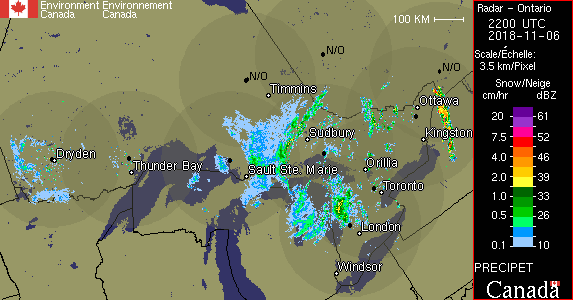 Environment Environnement
Canada Canada
Radar - Ontario
2200 UTC
2018-11-06
100 KM
Scale/Échelle:
3.5 km/Pixel
N/O
N/O
N/O
Snow/Neige
cm/hr dBZ
20 61
7.5 52
4.0 46
2.0 39
1.0 33
0.5 26
0.1 10
Timmins
Ottawa
Sudbury
Kingston
Dryden
Thunder Bay
Sault Ste. Marie
Orillia
Toronto
London
Windsor
PRECIPET
Canada